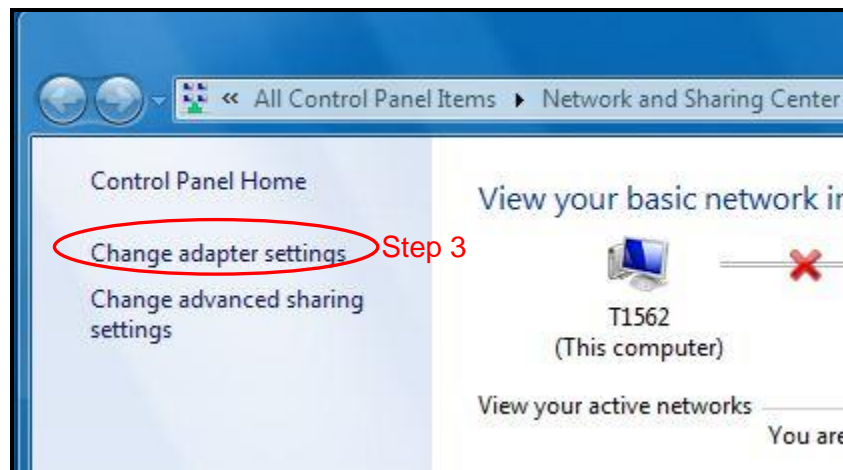 « All Control Panel Items ▸ Network and Sharing Center
Control Panel Home
Change adapter settings
Step 3
Change advanced sharing
settings
View your basic network
T1562
(This computer)
View your active networks
You are